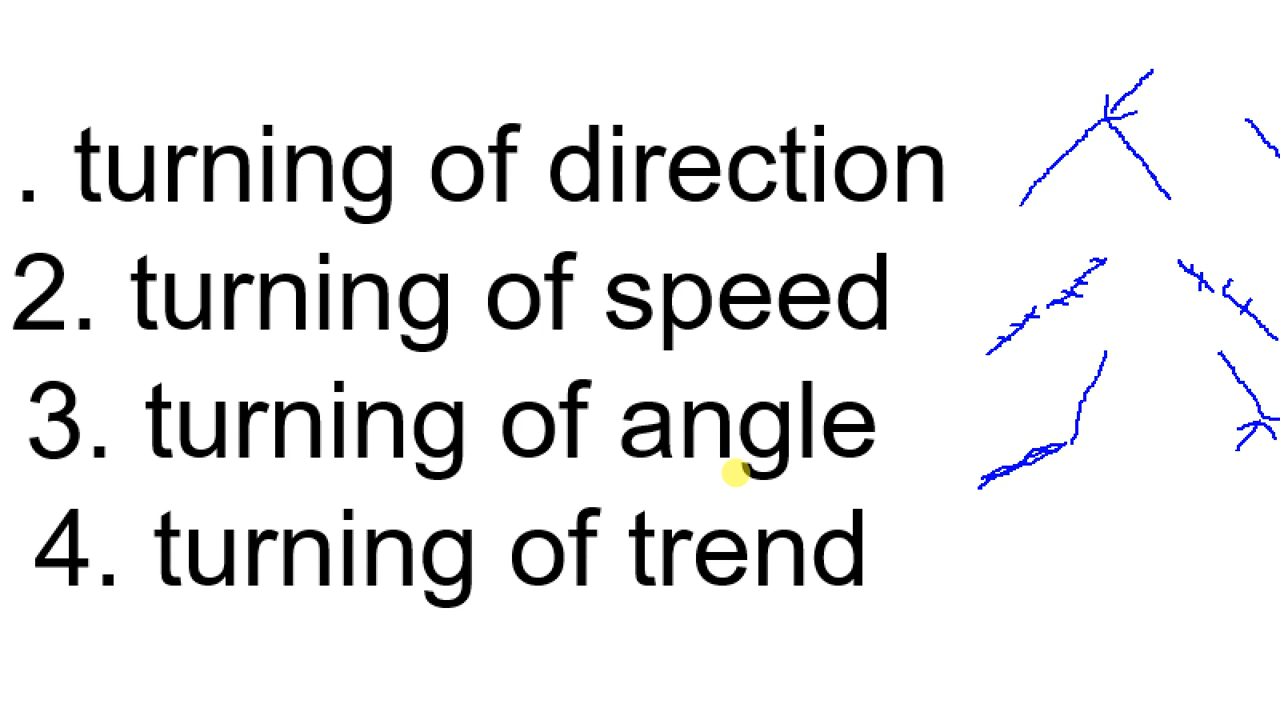 . turning of direction
2. turning of speed
3. turning of angle
4. turning of trend